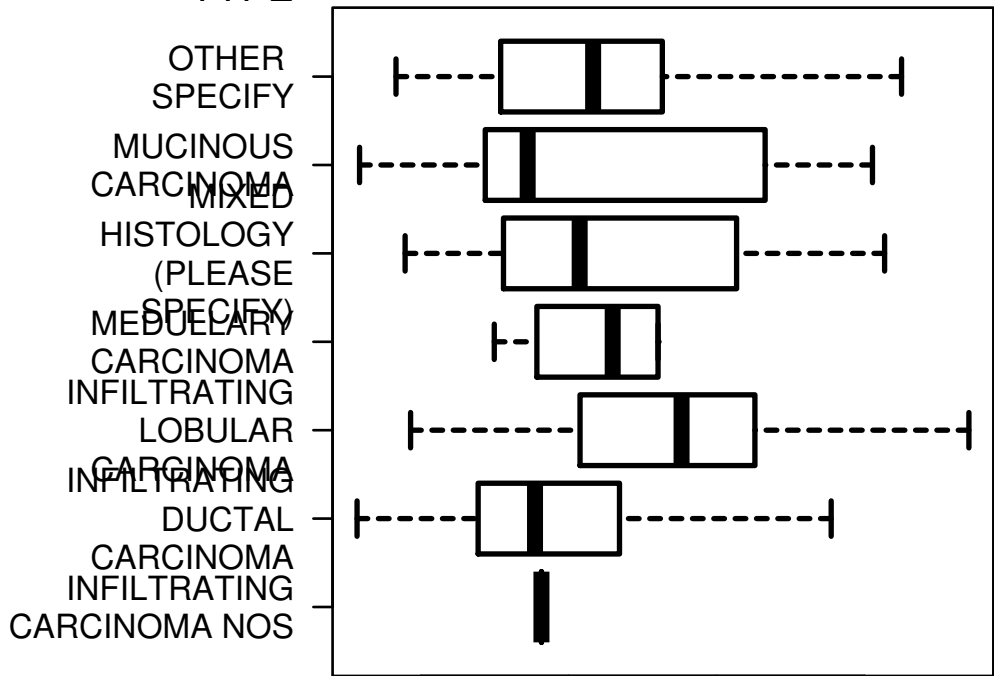 OTHER
SPECIFY
MUCINOUS
CARCINOMA
MIXED
HISTOLOGY
(PLEASE
SPECIFY)
MEDULLARY
CARCINOMA
INFILTRATING
LOBULAR
CARCINOMA
INFILTRATING
DUCTAL
CARCINOMA
INFILTRATING
CARCINOMA NOS